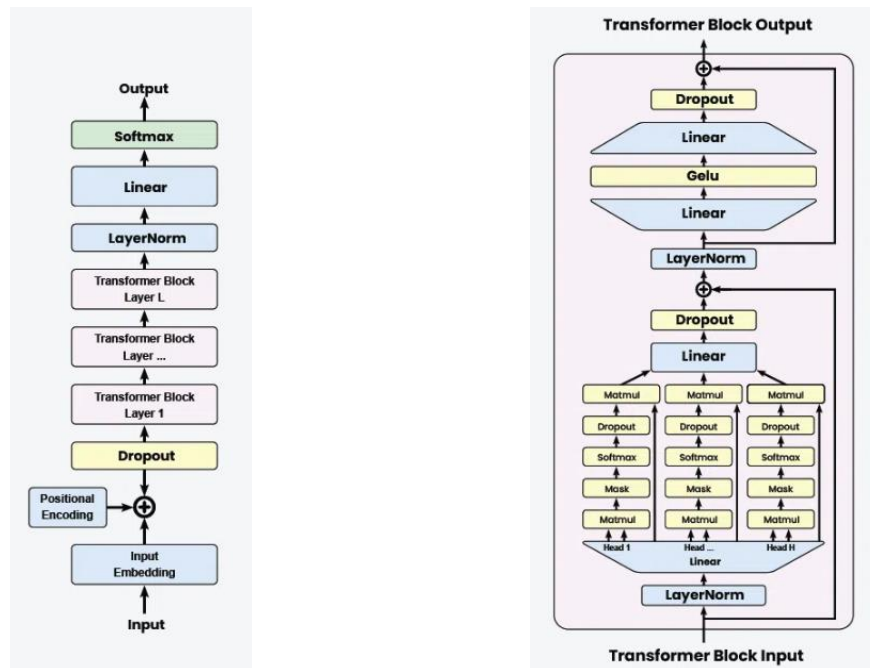 Output
Softmax
Linear
LayerNorm
Transformer Block
Layer L
Transformer Block
Layer ...
Transformer Block
Layer 1
Dropout
Positional
Encoding
Input
Embedding
Input
Transformer Block Output
Dropout
Linear
Gelu
Linear
LayerNorm
Dropout
Linear
Matmul Matmul Matmul
Dropout Dropout Dropout
Softmax Softmax Softmax
Mask Mask Mask
Matmul Matmul Matmul
Head 1 Head ... Head H
Linear
LayerNorm
Transformer Block Input